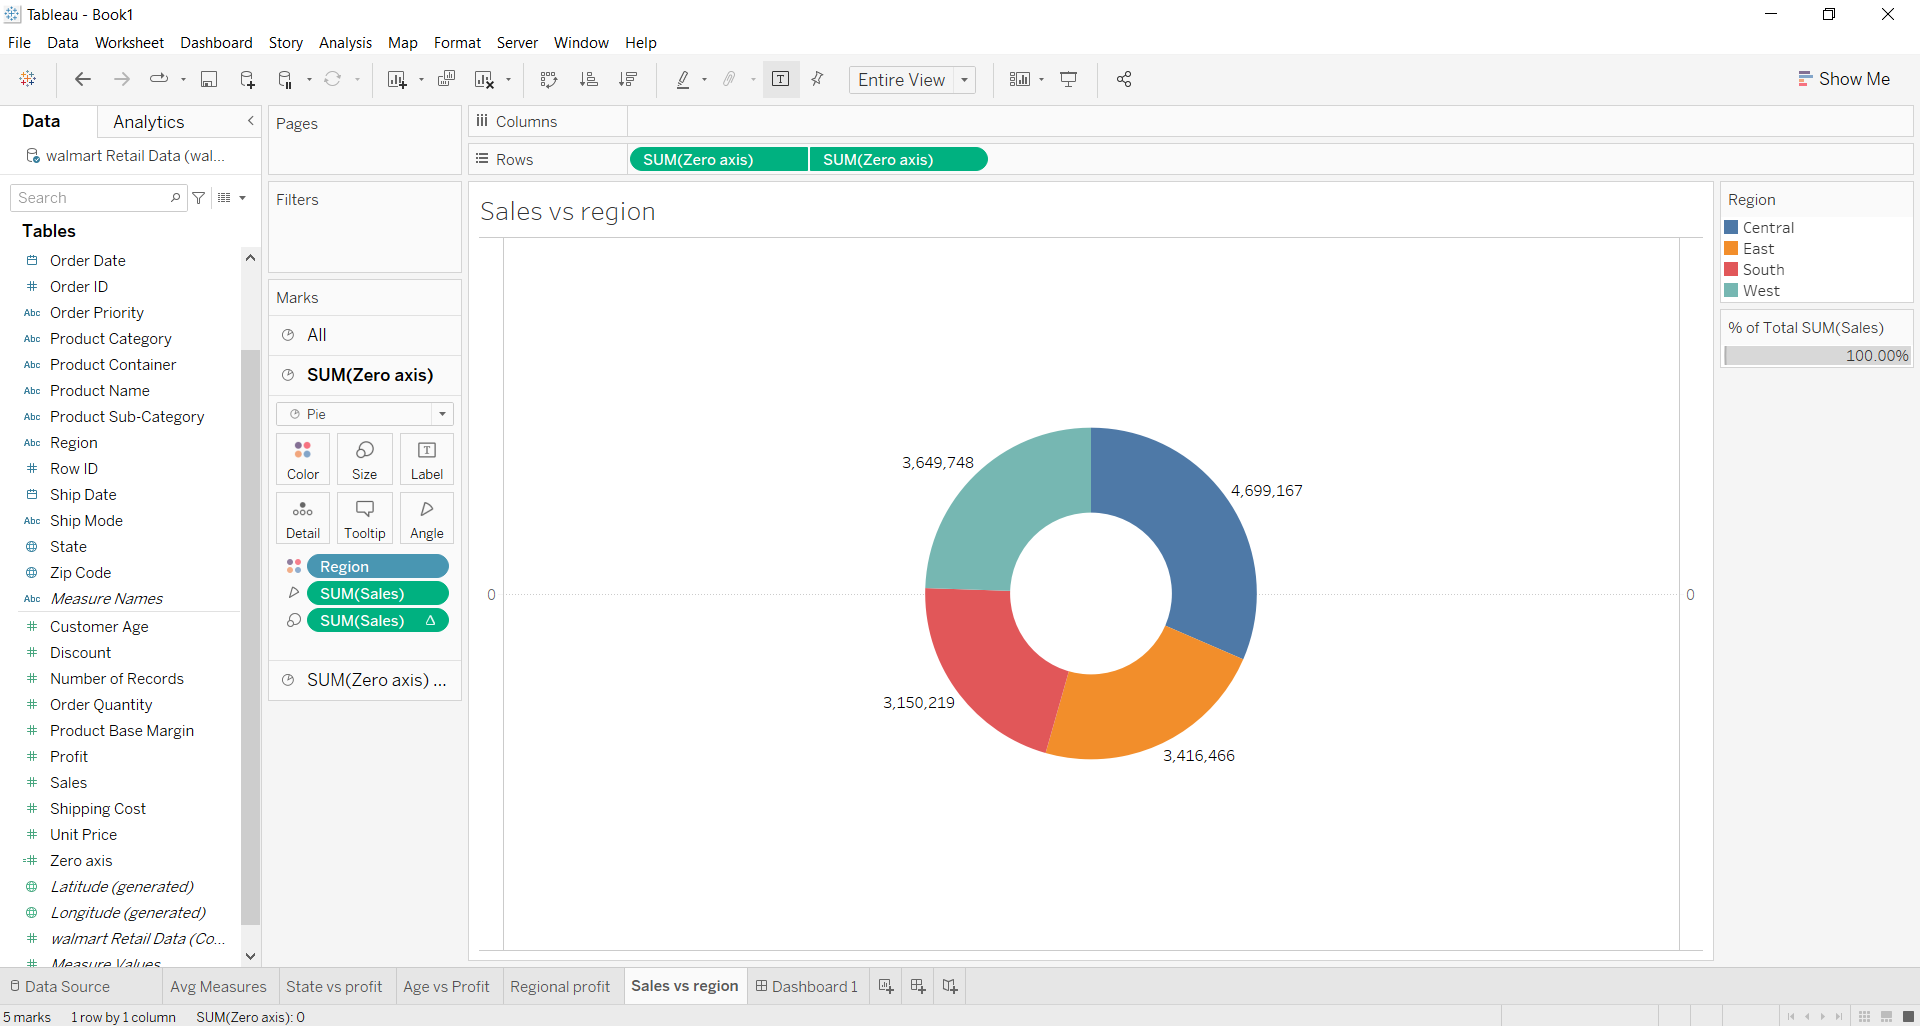 Tableau - Book1
File Data Worksheet Dashboard Story Analysis Map Format Server Window Help
Entire View
Show Me
Data Analytics
walmart Retail Data (wal...
Search
Tables
Order Date
Order ID
Abc Order Priority
Abc Product Category
Abc Product Container
Abc Product Name
Abc Product Sub-Category
Abc Region
Row ID
Ship Date
Abc Ship Mode
State
Zip Code
Abc Measure Names
Customer Age
Discount
Number of Records
Order Quantity
Product Base Margin
Profit
Sales
Shipping Cost
Unit Price
Zero axis
Latitude (generated)
Longitude (generated)
walmart Retail Data (Co...
Measure Values
Pages
Filters
Marks
All
SUM(Zero axis)
Pie
Color Size Label
Detail Tooltip Angle
Region
SUM(Sales)
SUM(Sales) Δ
SUM(Zero axis) ...
Columns
Rows SUM(Zero axis) SUM(Zero axis)
Sales vs region
3,649,748
4,699,167
0
0
3,150,219
3,416,466
Region
Central
East
South
West
% of Total SUM(Sales)
100.00%
Data Source Avg Measures State vs profit Age vs Profit Regional profit Sales vs region Dashboard 1
5 marks 1 row by 1 column SUM(Zero axis): 0